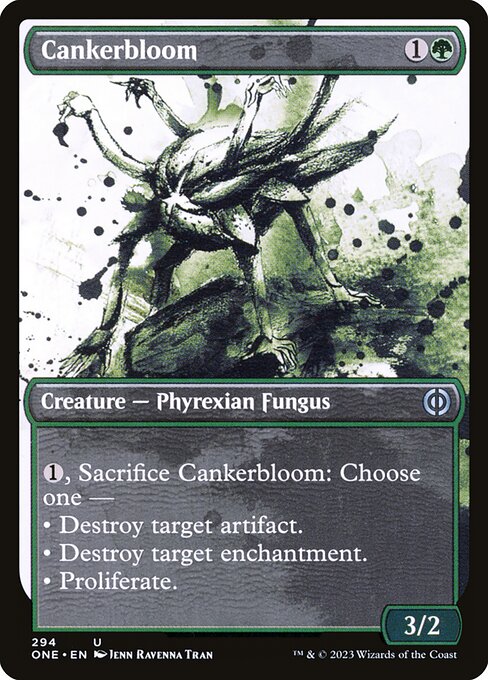 Cankerbloom 1
Creature — Phyrexian Fungus
1, Sacrifice Cankerbloom: Choose
one —
• Destroy target artifact.
• Destroy target enchantment.
• Proliferate.
3/2
294 U
ONE • EN Jenn Ravenna Tran ™ & © 2023 Wizards of the Coast